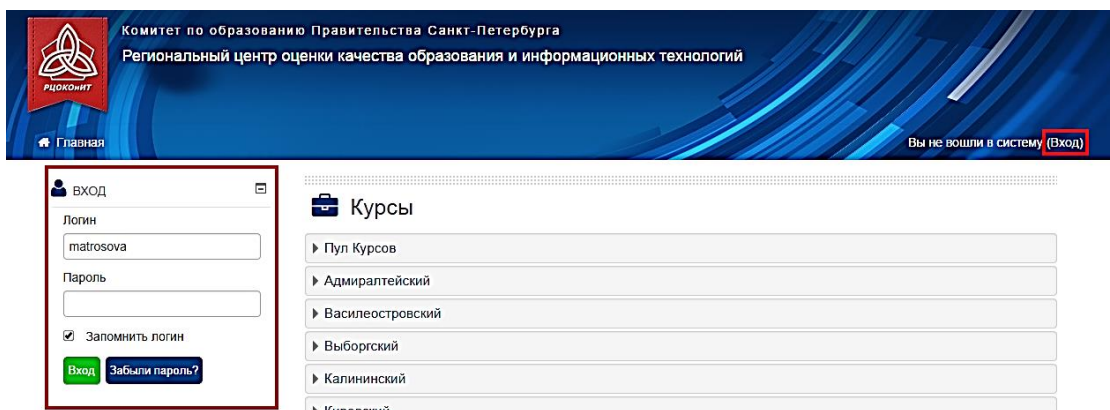 Комитет по образованию Правительства Санкт-Петербурга
Региональный центр оценки качества образования и информационных технологий
РЦОКОиИТ
Главная
Вы не вошли в систему (Вход)
ВХОД
Логин
matrosova
Пароль
Запомнить логин
Вход Забыли пароль?
Курсы
Пул Курсов
Адмиралтейский
Василеостровский
Выборгский
Калининский